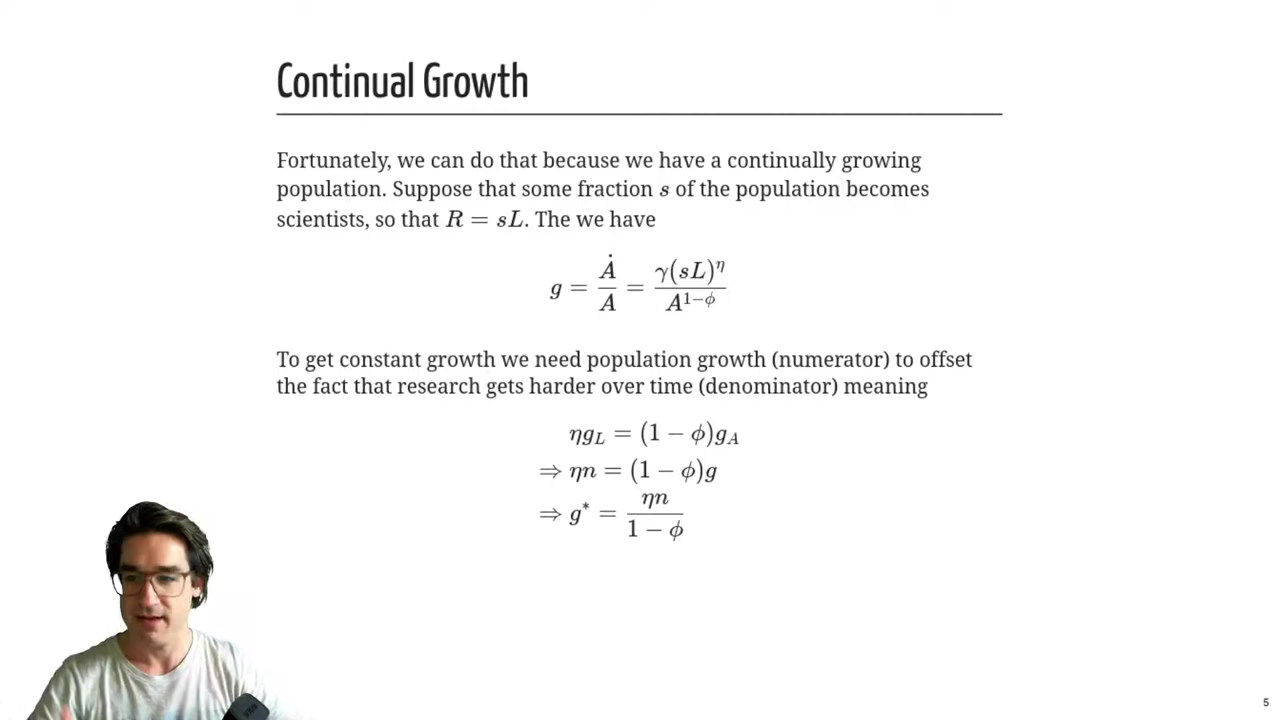 Continual Growth
Fortunately, we can do that because we have a continually growing
population. Suppose that some fraction s of the population becomes
scientists, so that R = sL. The we have
g = Ȧ/A = γ(sL)^η / A^{1−ϕ}
To get constant growth we need population growth (numerator) to offset
the fact that research gets harder over time (denominator) meaning
ηg_L = (1 − ϕ)g_A
⇒ ηn = (1 − ϕ)g
⇒ g* = ηn / (1 − ϕ)
5